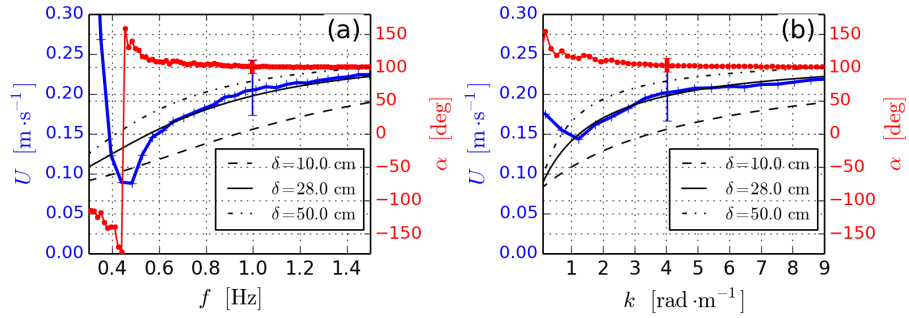 (a)
0.30
0.25
0.20
0.15
0.10
0.05
0.00
U [m·s⁻¹]
150
100
50
0
−50
−100
−150
α [deg]
δ=10.0 cm
δ=28.0 cm
δ=50.0 cm
0.4 0.6 0.8 1.0 1.2 1.4
f [Hz]
(b)
0.30
0.25
0.20
0.15
0.10
0.05
0.00
U [m·s⁻¹]
150
100
50
0
−50
−100
−150
α [deg]
δ=10.0 cm
δ=28.0 cm
δ=50.0 cm
1 2 3 4 5 6 7 8 9
k [rad·m⁻¹]